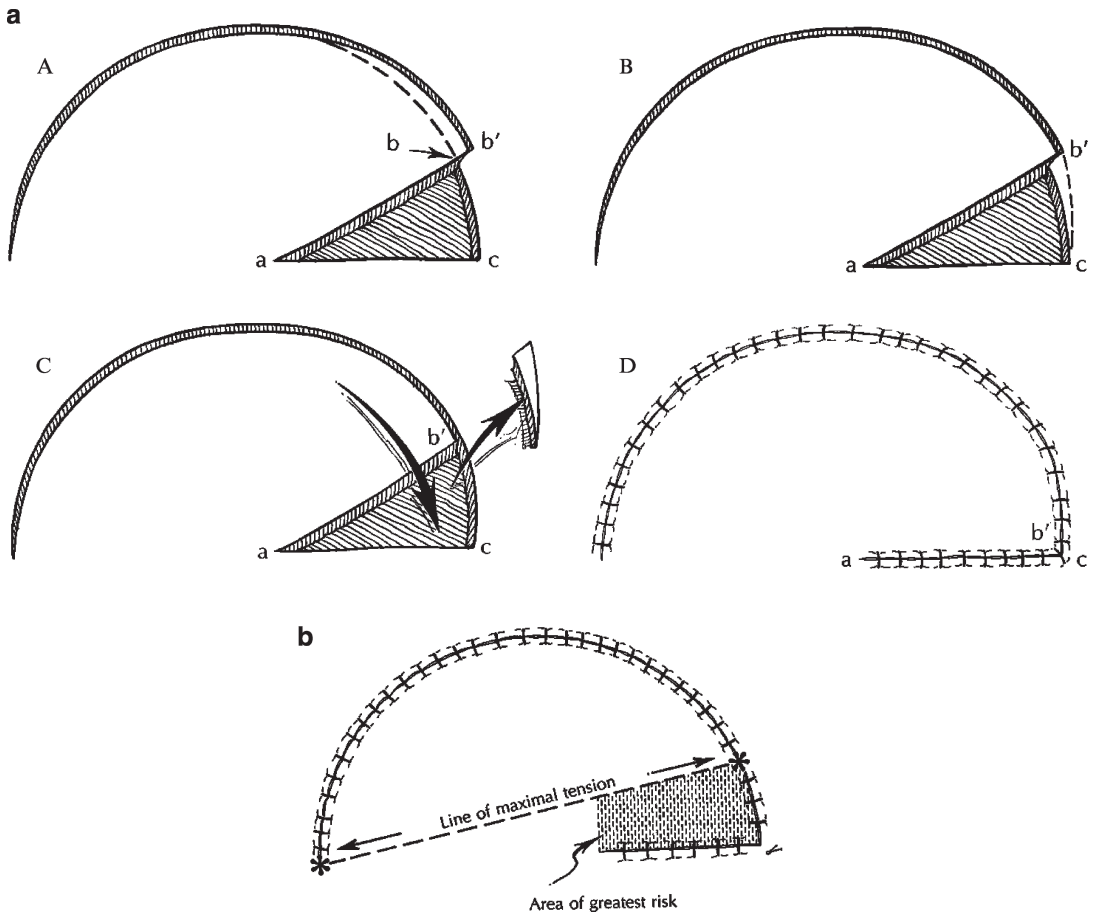 a
A
b
b′
a
c
B
b′
a
c
C
b′
a
c
D
b′
a
c
b
Line of maximal tension
Area of greatest risk